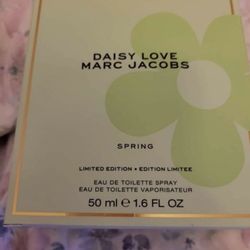 DAISY LOVE
MARC JACOBS
SPRING
LIMITED EDITION • EDITION LIMITEE
EAU DE TOILETTE SPRAY
EAU DE TOILETTE VAPORISATEUR
50 ml ℮ 1.6 FL OZ